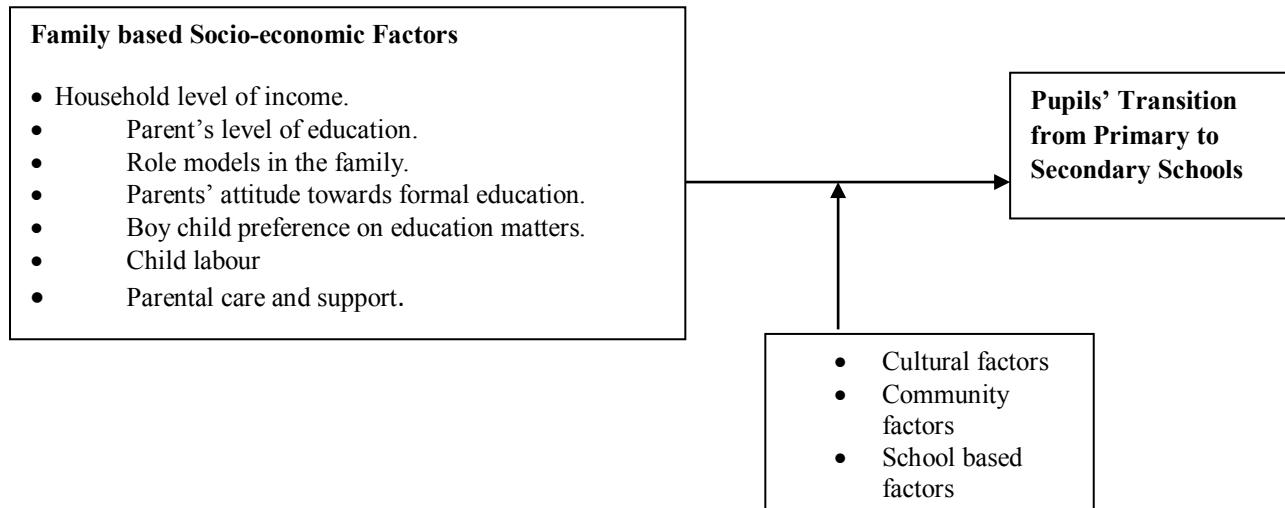 Family based Socio-economic Factors
• Household level of income.
• Parent’s level of education.
• Role models in the family.
• Parents’ attitude towards formal education.
• Boy child preference on education matters.
• Child labour
• Parental care and support.
Pupils’ Transition
from Primary to
Secondary Schools
• Cultural factors
• Community
factors
• School based
factors